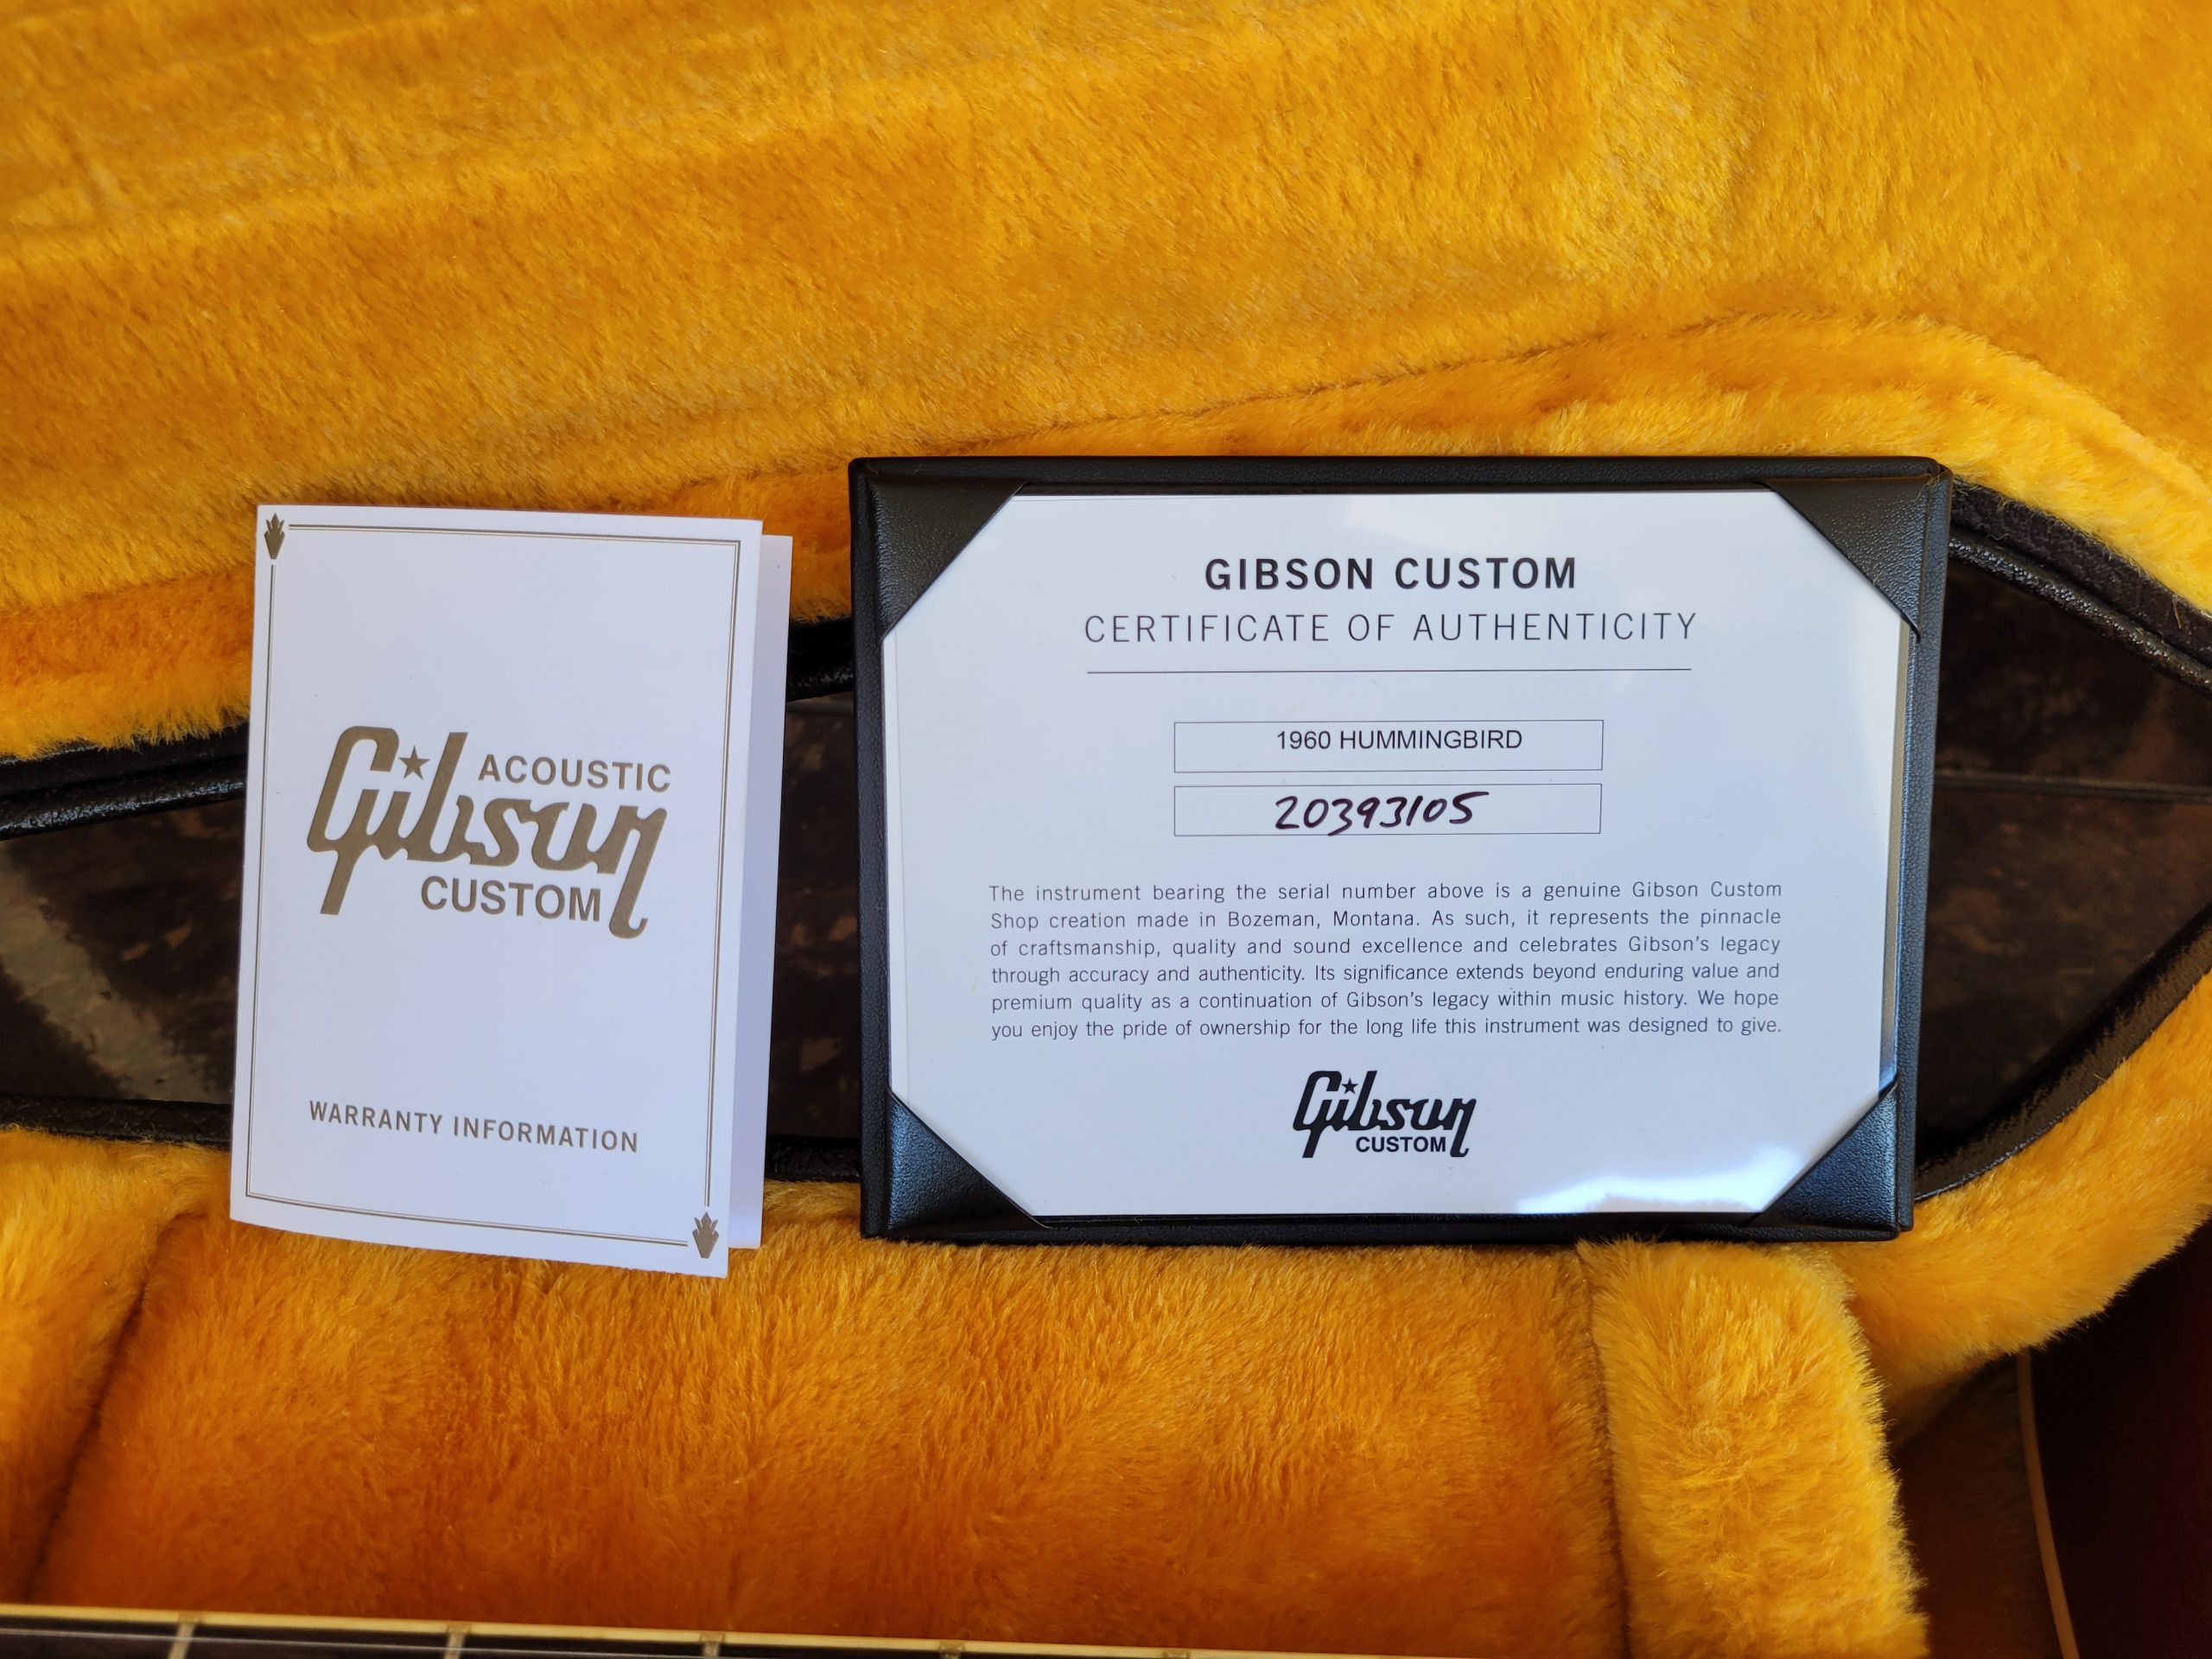 Gibson
ACOUSTIC
CUSTOM
WARRANTY INFORMATION
GIBSON CUSTOM
CERTIFICATE OF AUTHENTICITY
1960 HUMMINGBIRD
20393105
The instrument bearing the serial number above is a genuine Gibson Custom
Shop creation made in Bozeman, Montana. As such, it represents the pinnacle
of craftsmanship, quality and sound excellence and celebrates Gibson's legacy
through accuracy and authenticity. Its significance extends beyond enduring value and
premium quality as a continuation of Gibson's legacy within music history. We hope
you enjoy the pride of ownership for the long life this instrument was designed to give.
Gibson
CUSTOM